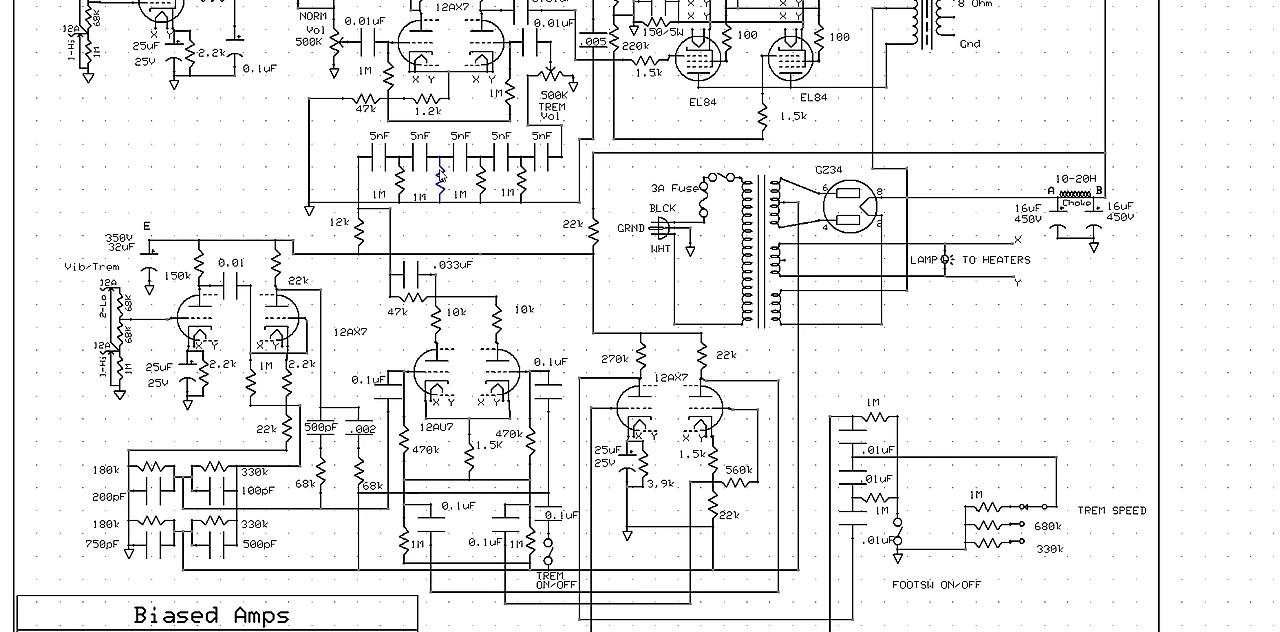 12AX7
8 Ohm
Gnd
NORM
Vol
500K
0.01uF
0.01uF
.005
220k
150/5W
100
100
X Y
X Y
12A
1-Hi
68K
1M
X Y
25uF
25V
2.2k
0.1uF
1M
X Y
X Y
1M
1.5k
EL84
EL84
500K
TREM
Vol
47k
1.2k
1.5k
5nF
5nF
5nF
5nF
5nF
1M
1M
1M
1M
GZ34
3A Fuse
BLCK
GRND
WHT
6
8
4
2
10-20H
A
B
Choke
16uF
450V
16uF
450V
12k
22k
X
LAMP
TO HEATERS
Y
E
350V
32uF
Vib/Trem
150k
0.01
22k
.033uF
47k
10k
10k
12A
2-Lo
68K
68K
12A
1-Hi
1M
X Y
X Y
12AX7
25uF
25V
2.2k
1M
2.2k
0.1uF
0.1uF
X Y
X Y
12AU7
270k
22k
12AX7
X Y
X Y
22k
500pF
.002
470k
1.5K
470k
25uF
25V
1.5k
3.9k
560k
22k
1M
.01uF
.01uF
1M
.01uF
180k
330k
200pF
100pF
68k
68k
180k
330k
750pF
500pF
0.1uF
0.1uF
1M
0.1uF
1M
TREM
ON/OFF
1M
680k
330k
TREM SPEED
FOOTSW ON/OFF
Biased Amps